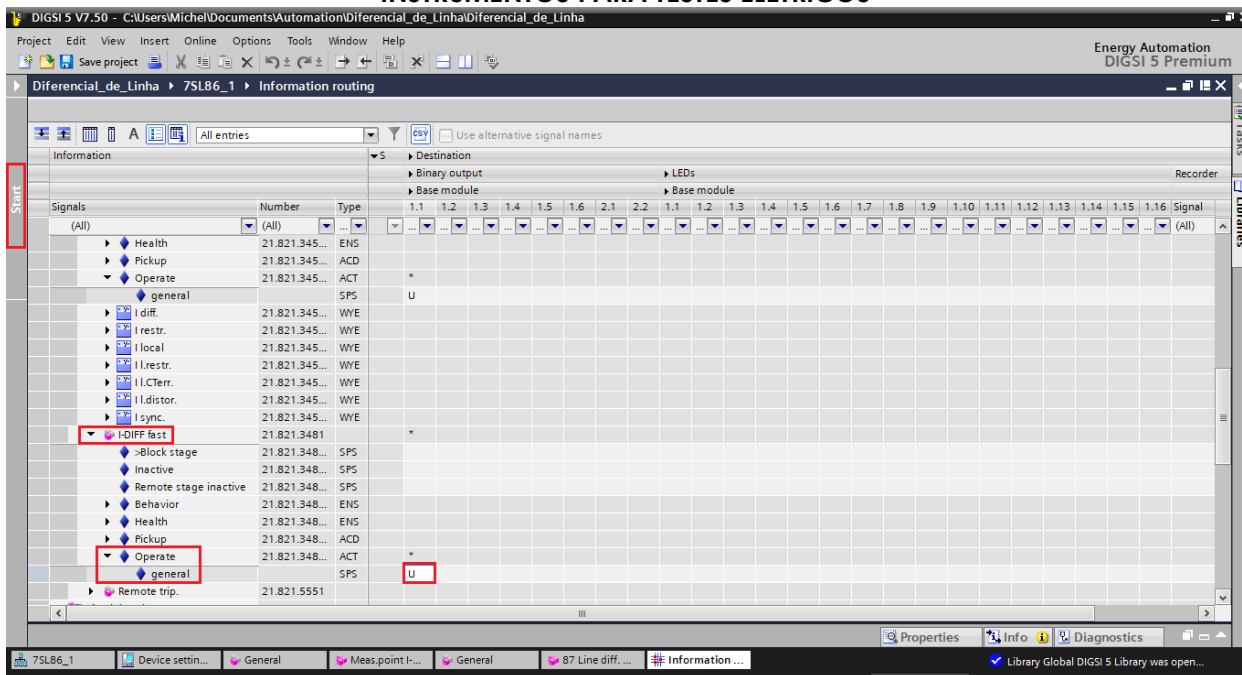 INSTRUMENTOS PARA TESTES ELÉTRICOS
DIGSI 5 V7.50 - C:\Users\Michel\Documents\Automation\Diferencial_de_Linha\Diferencial_de_Linha
Project Edit View Insert Online Options Tools Window Help
Save project
Energy Automation
DIGSI 5 Premium
Diferencial_de_Linha 7SL86_1 Information routing
All entries
csv
Use alternative signal names
Tasks
Libraries
Start
Information S Destination
Binary output LEDs Recorder
Base module Base module
Signals Number Type 1.1 1.2 1.3 1.4 1.5 1.6 2.1 2.2 1.1 1.2 1.3 1.4 1.5 1.6 1.7 1.8 1.9 1.10 1.11 1.12 1.13 1.14 1.15 1.16 Signal
(All) (All) ... ... ... ... ... ... ... ... ... ... ... ... ... ... ... ... ... ... ... ... ... ... ... ... ... (All)
Health 21.821.345... ENS
Pickup 21.821.345... ACD
Operate 21.821.345... ACT *
general SPS U
I diff. 21.821.345... WYE
I restr. 21.821.345... WYE
I local 21.821.345... WYE
I l.restr. 21.821.345... WYE
I l.CTerr. 21.821.345... WYE
I l.distor. 21.821.345... WYE
I sync. 21.821.345... WYE
I-DIFF fast 21.821.3481 *
>Block stage 21.821.348... SPS
Inactive 21.821.348... SPS
Remote stage inactive 21.821.348... SPS
Behavior 21.821.348... ENS
Health 21.821.348... ENS
Pickup 21.821.348... ACD
Operate 21.821.348... ACT *
general SPS U
Remote trip. 21.821.5551
Properties Info Diagnostics
7SL86_1 Device settin... General Meas.point I-... General 87 Line diff. ... Information ... Library Global DIGSI 5 Library was open...